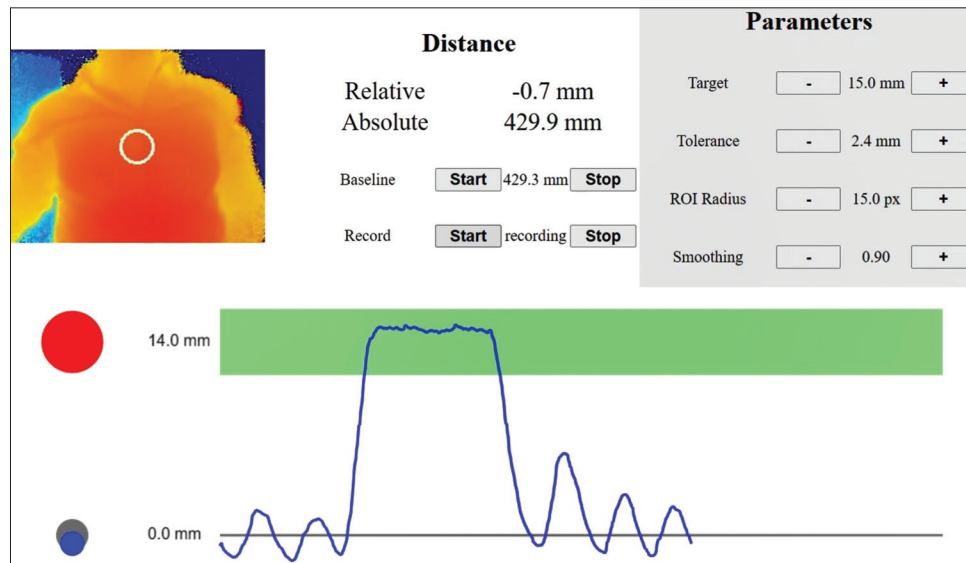 Distance
Relative -0.7 mm
Absolute 429.9 mm
Baseline Start 429.3 mm Stop
Record Start recording Stop
Parameters
Target - 15.0 mm +
Tolerance - 2.4 mm +
ROI Radius - 15.0 px +
Smoothing - 0.90 +
14.0 mm
0.0 mm